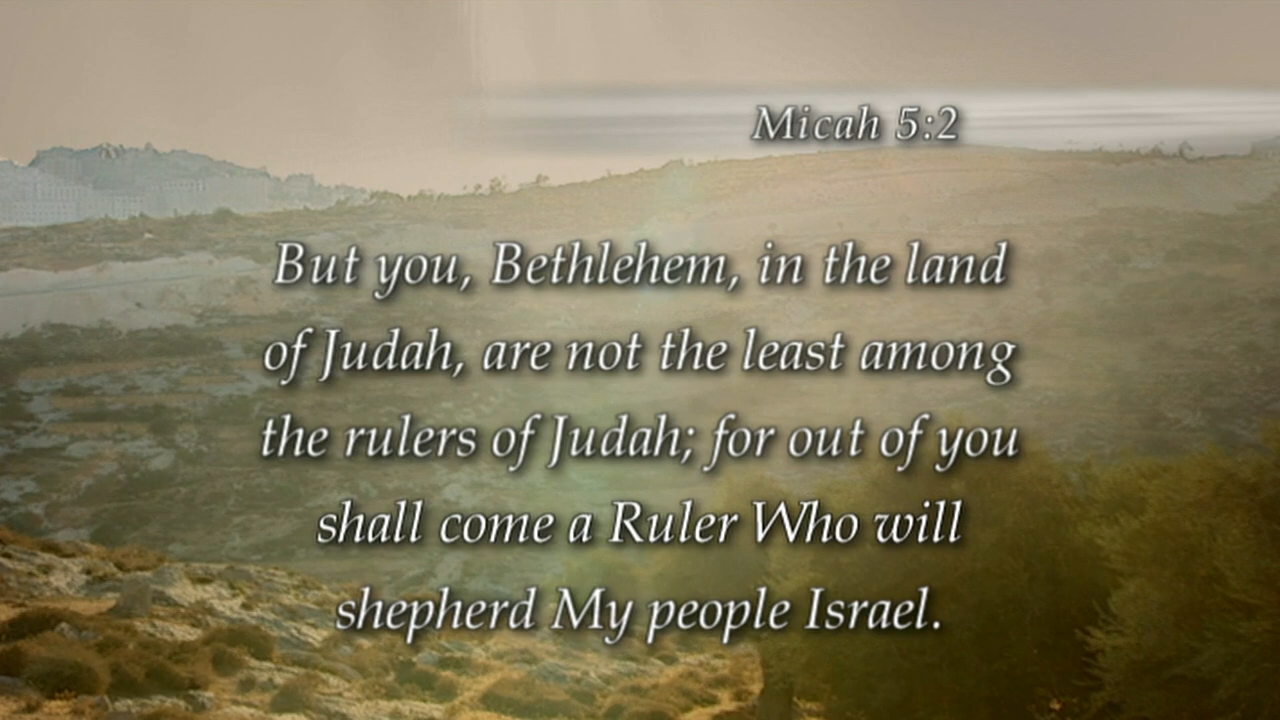 Micah 5:2
But you, Bethlehem, in the land
of Judah, are not the least among
the rulers of Judah; for out of you
shall come a Ruler Who will
shepherd My people Israel.